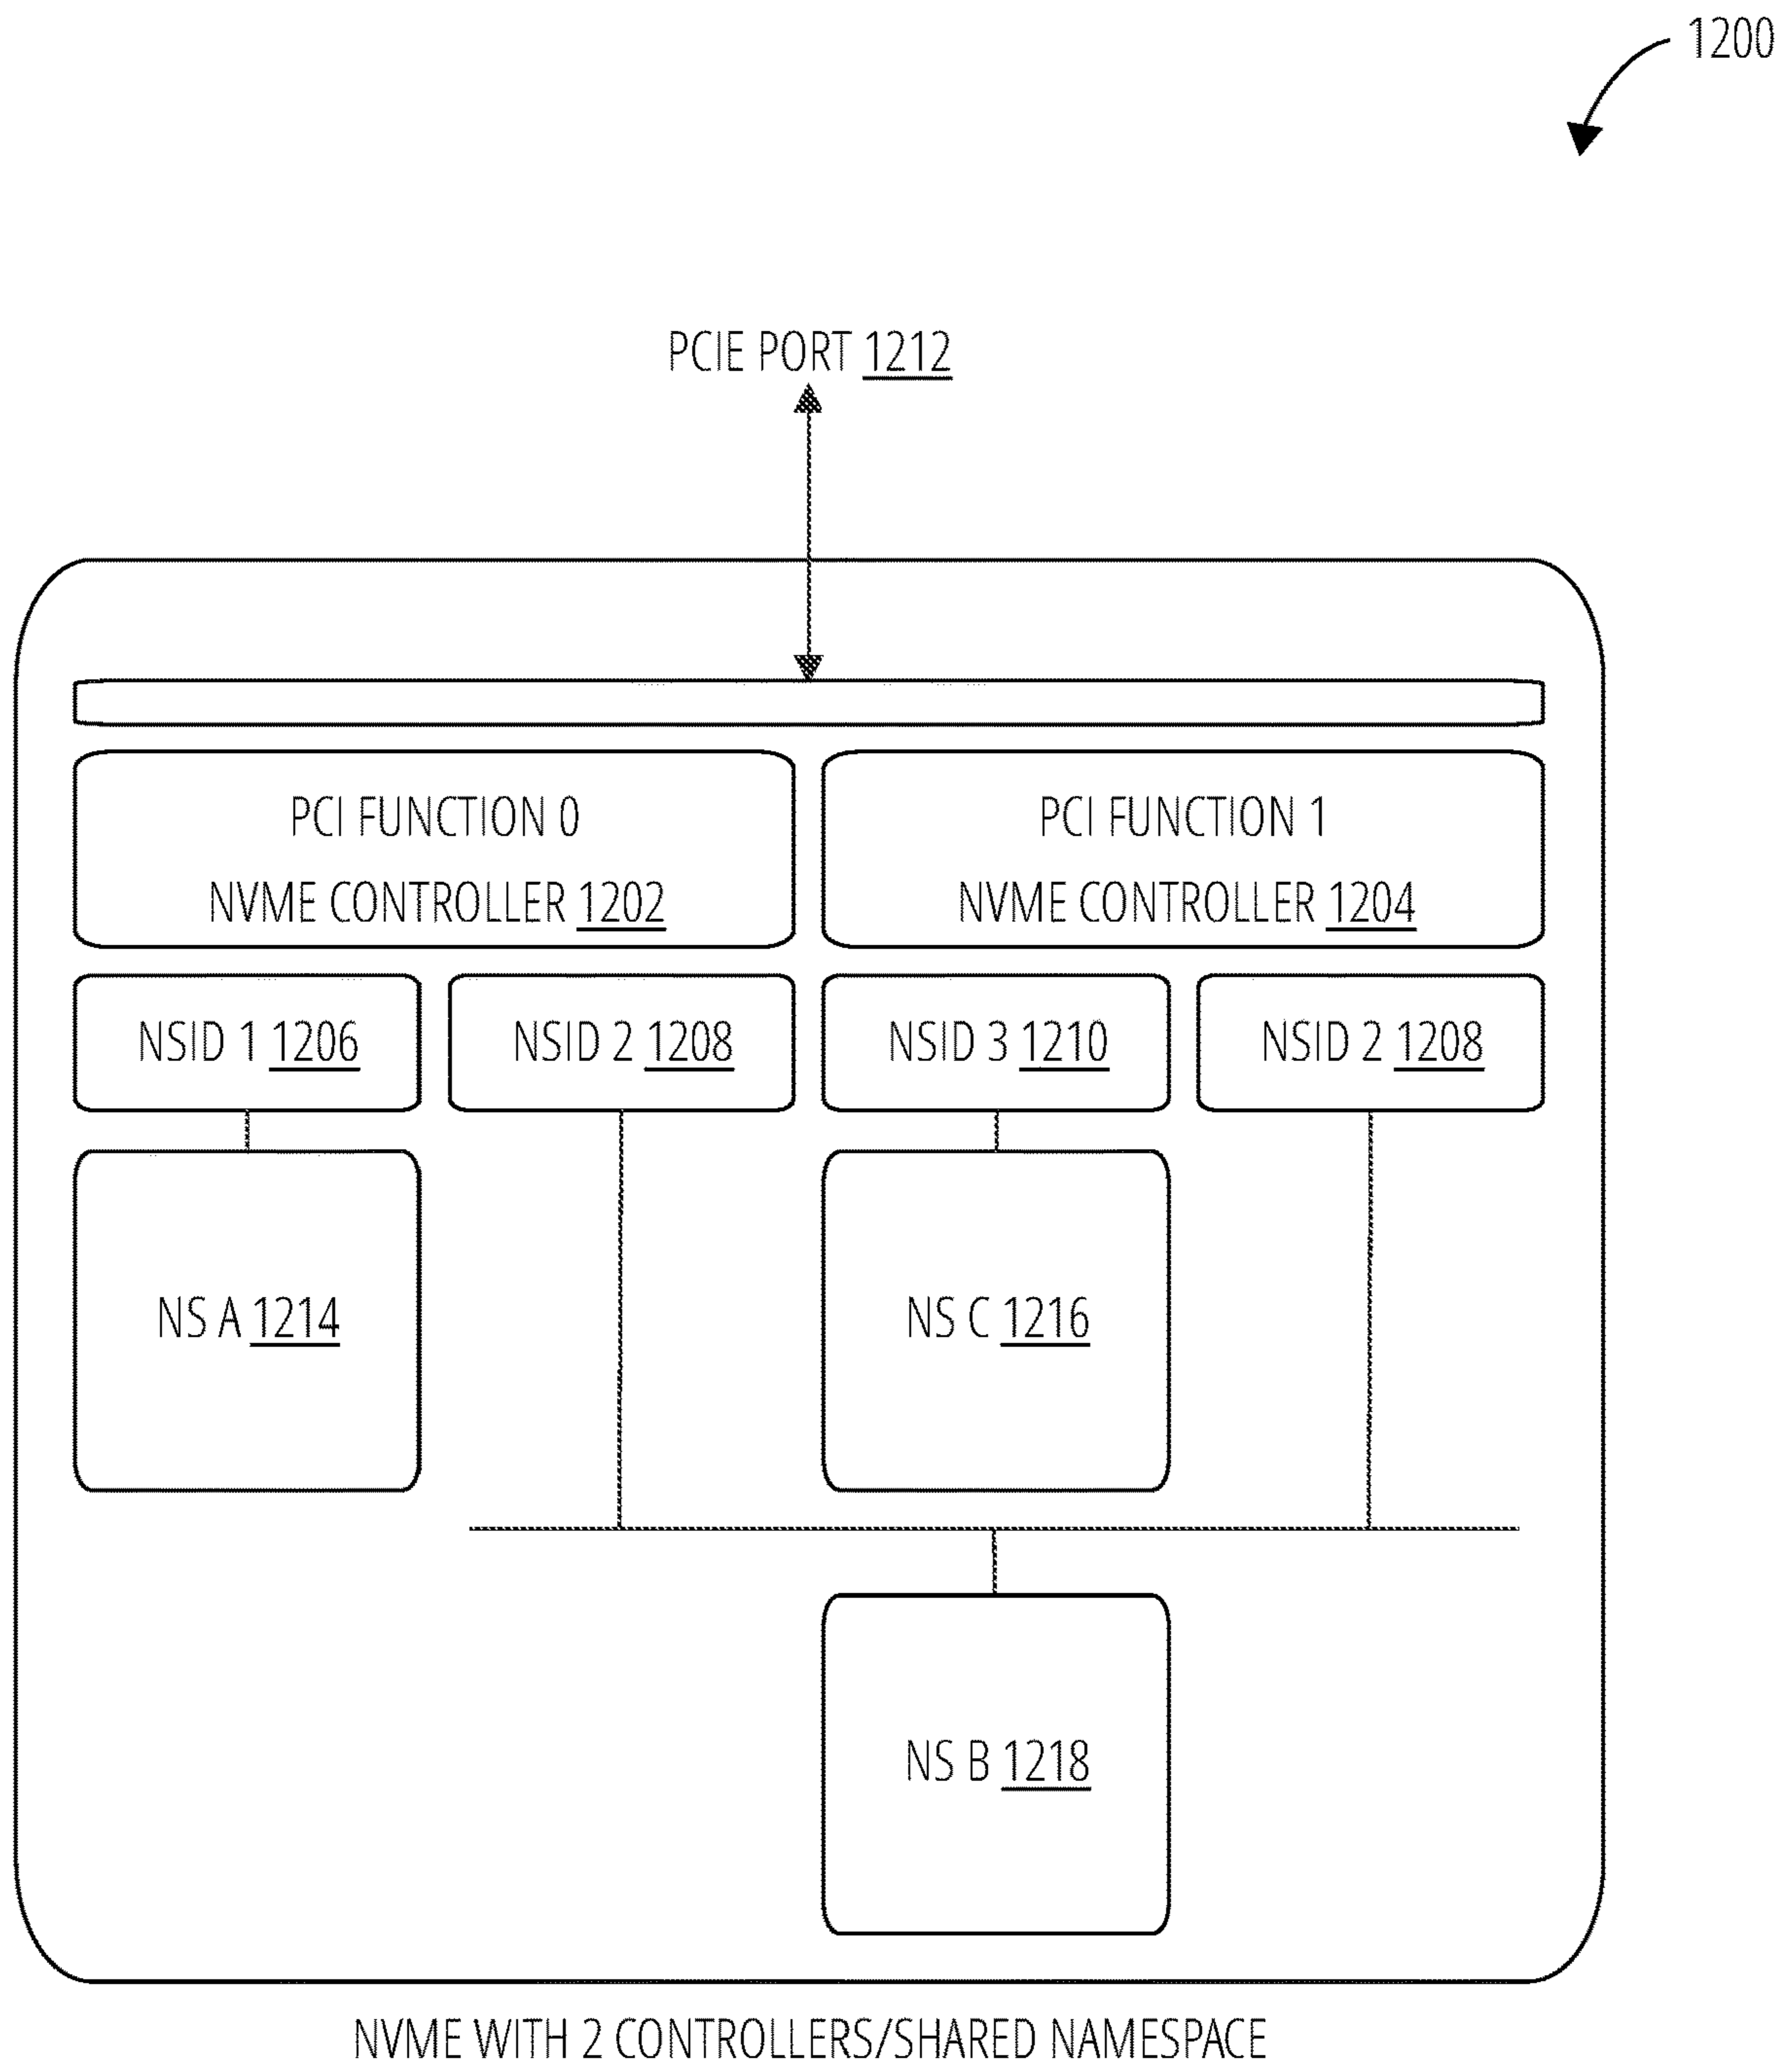 1200
PCIE PORT 1212
PCI FUNCTION 0
NVME CONTROLLER 1202
PCI FUNCTION 1
NVME CONTROLLER 1204
NSID 1 1206
NSID 2 1208
NSID 3 1210
NSID 2 1208
NS A 1214
NS C 1216
NS B 1218
NVME WITH 2 CONTROLLERS/SHARED NAMESPACE